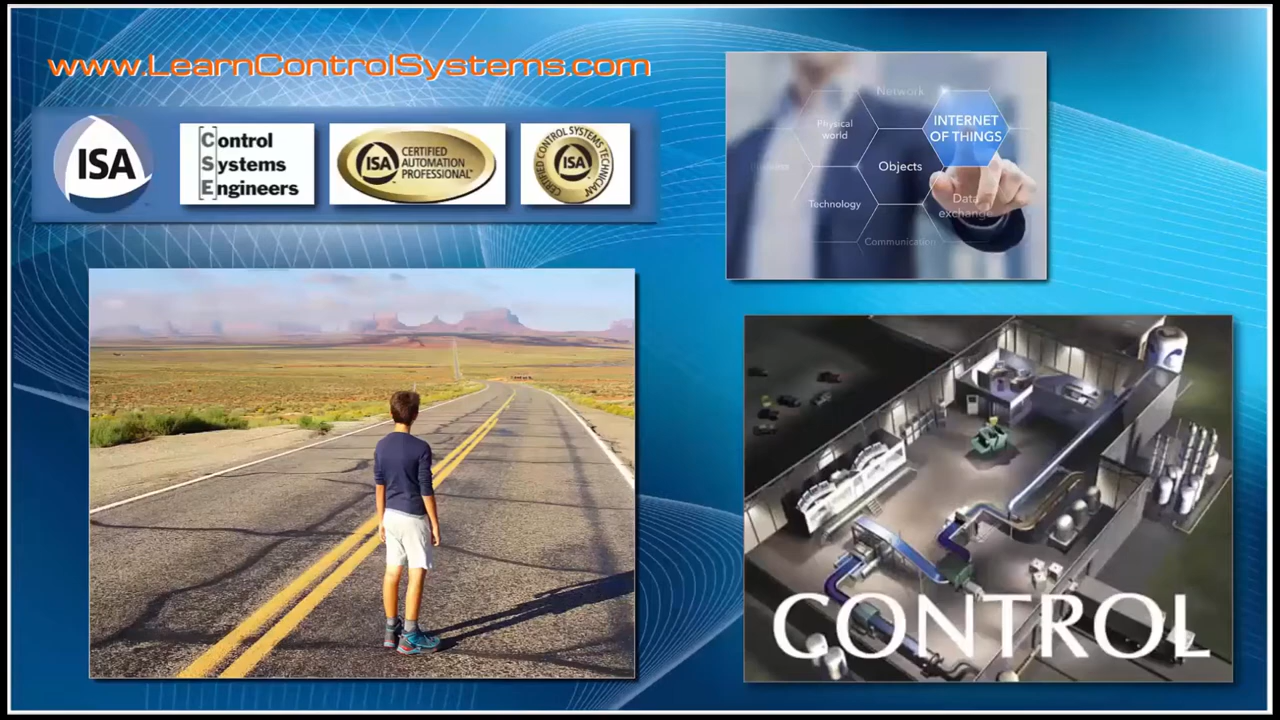 www.LearnControlSystems.com
ISA
Control
Systems
Engineers
ISA
CERTIFIED
AUTOMATION
PROFESSIONAL
CERTIFIED CONTROL SYSTEMS TECHNICIAN
ISA
Network
Physical
world
INTERNET
OF THINGS
Objects
Technology
Data
exchange
Communication
CONTROL